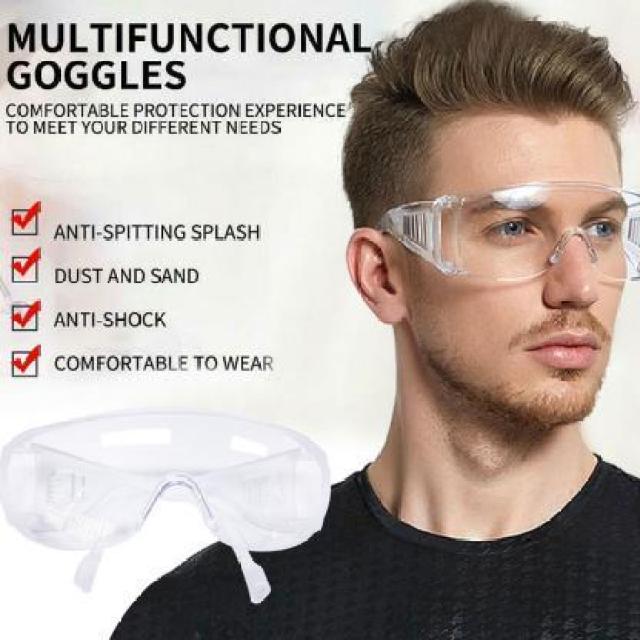 MULTIFUNCTIONAL
GOGGLES
COMFORTABLE PROTECTION EXPERIENCE
TO MEET YOUR DIFFERENT NEEDS
ANTI-SPITTING SPLASH
DUST AND SAND
ANTI-SHOCK
COMFORTABLE TO WEAR